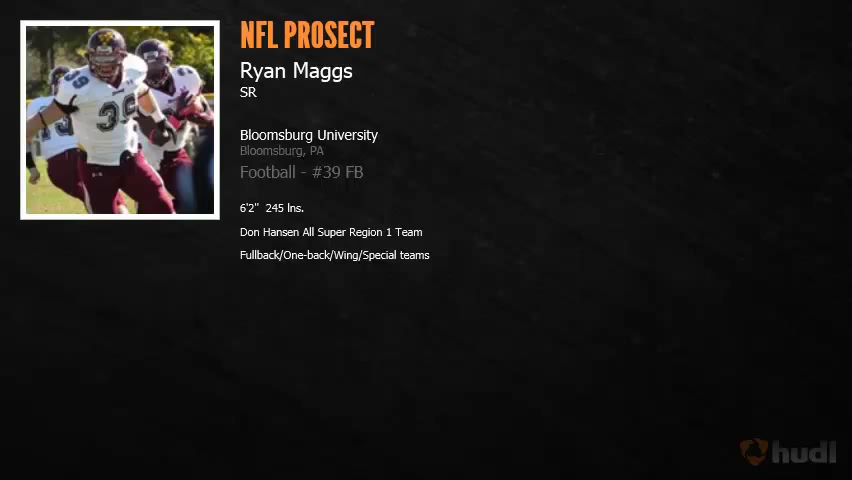 NFL PROSECT
Ryan Maggs
SR
Bloomsburg University
Bloomsburg, PA
Football - #39 FB
6'2" 245 lns.
Don Hansen All Super Region 1 Team
Fullback/One-back/Wing/Special teams
39
hudl